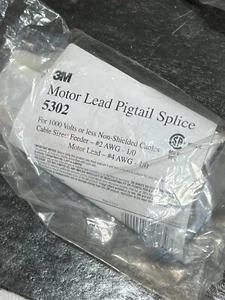 3M
Motor Lead Pigtail Splice
5302
For 1000 Volts or less Non-Shielded Cables
Cable Sizes: Feeder - #2 AWG - 1/0
Motor Lead - #4 AWG - 1/0